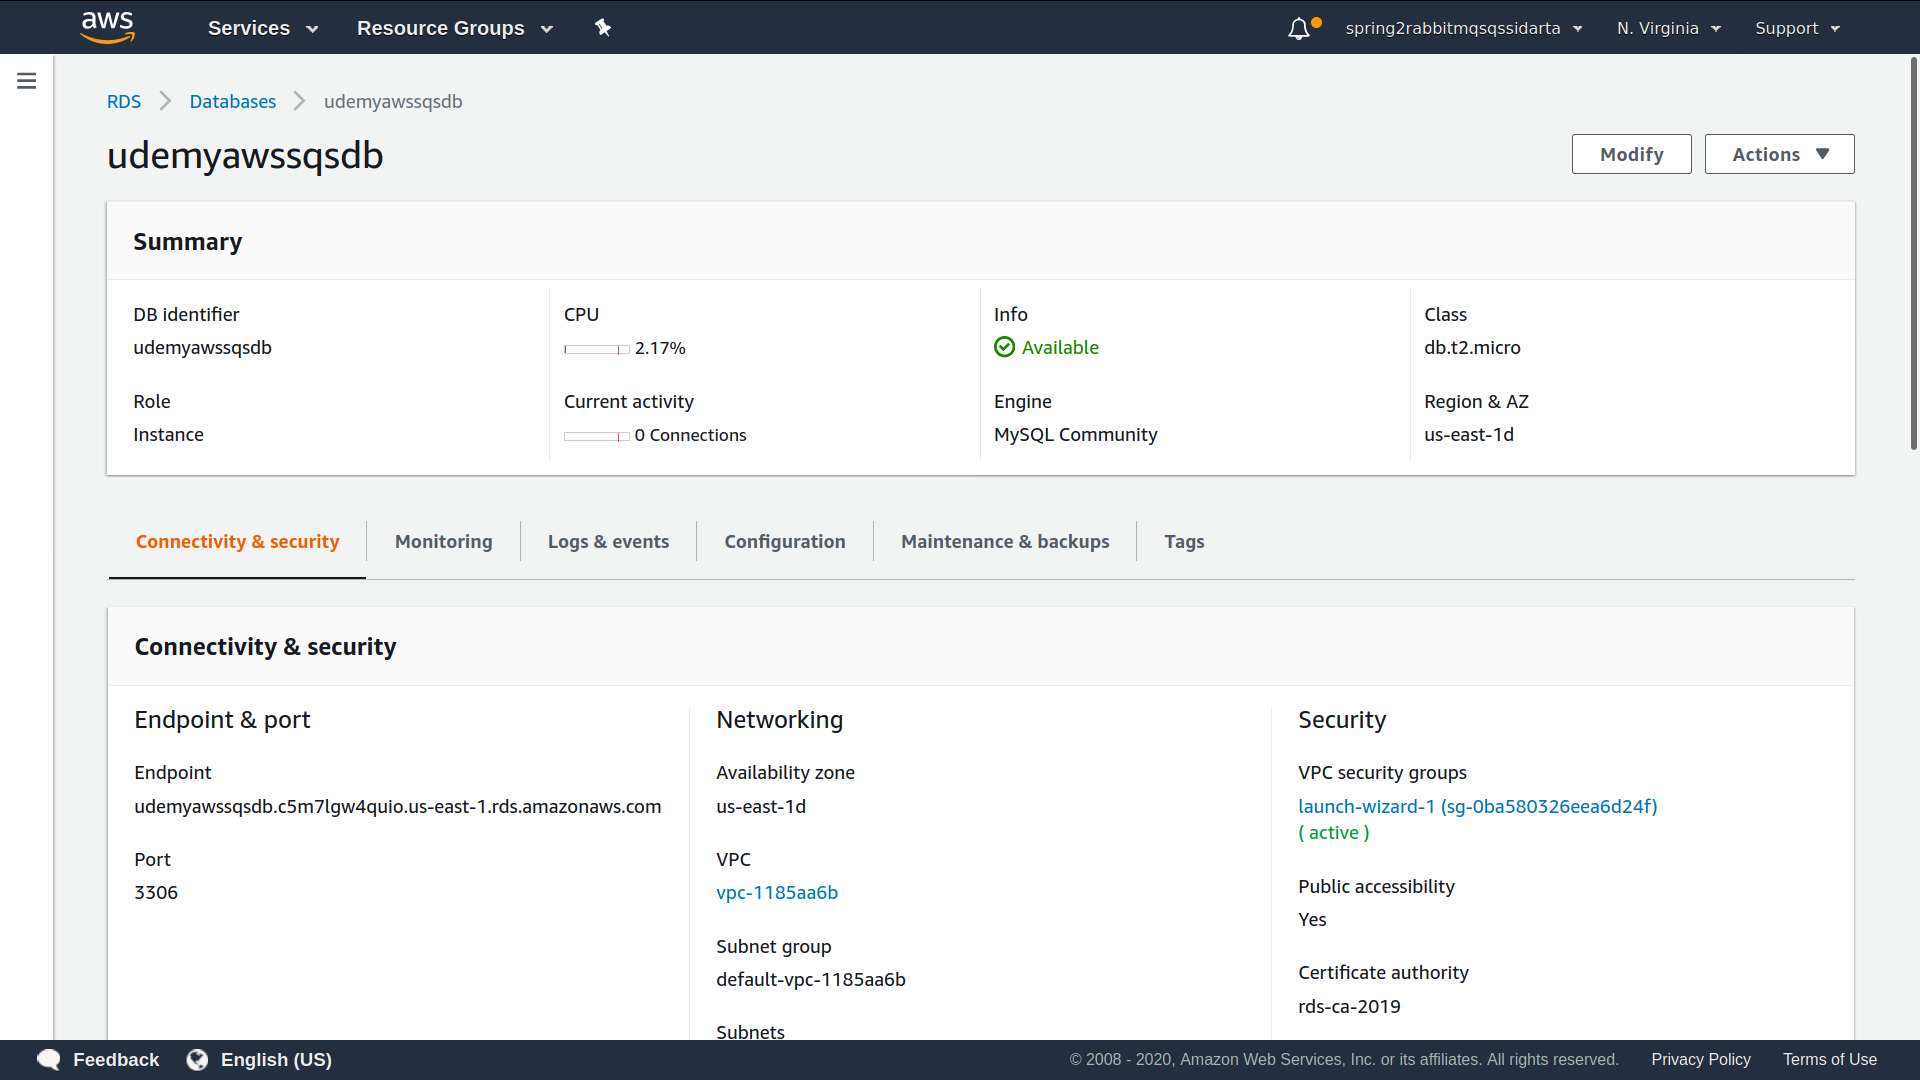 aws Services Resource Groups spring2rabbitmqsqssidarta N. Virginia Support
RDS Databases udemyawssqsdb
udemyawssqsdb
Modify Actions
Summary
DB identifier CPU Info Class
udemyawssqsdb 2.17% Available db.t2.micro
Role Current activity Engine Region & AZ
Instance 0 Connections MySQL Community us-east-1d
Connectivity & security Monitoring Logs & events Configuration Maintenance & backups Tags
Connectivity & security
Endpoint & port
Endpoint
udemyawssqsdb.c5m7lgw4quio.us-east-1.rds.amazonaws.com
Port
3306
Networking
Availability zone
us-east-1d
VPC
vpc-1185aa6b
Subnet group
default-vpc-1185aa6b
Subnets
Security
VPC security groups
launch-wizard-1 (sg-0ba580326eea6d24f)
( active )
Public accessibility
Yes
Certificate authority
rds-ca-2019
Feedback English (US) © 2008 - 2020, Amazon Web Services, Inc. or its affiliates. All rights reserved. Privacy Policy Terms of Use